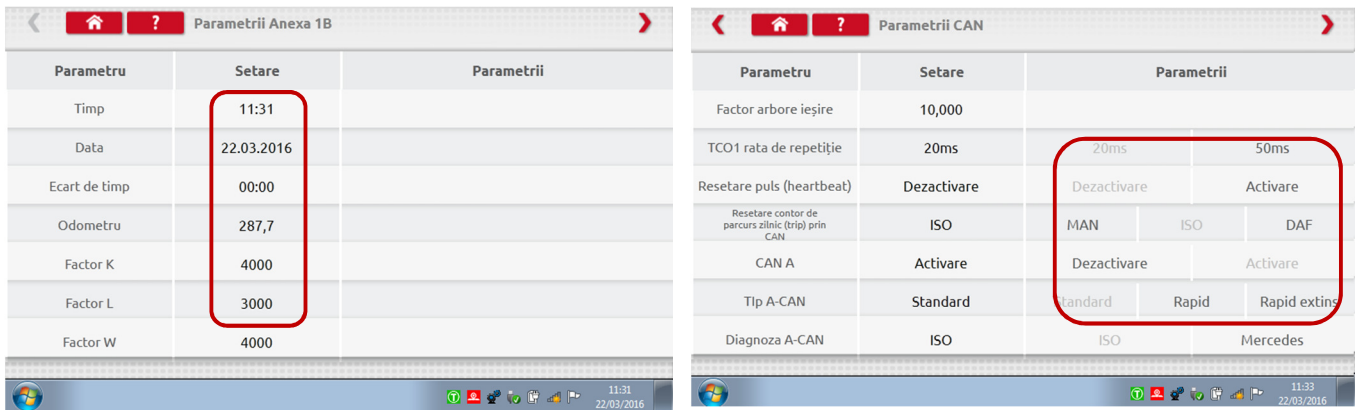 ? Parametrii Anexa 1B
Parametru Setare Parametrii
Timp 11:31
Data 22.03.2016
Ecart de timp 00:00
Odometru 287,7
Factor K 4000
Factor L 3000
Factor W 4000
11:31
22/03/2016
? Parametrii CAN
Parametru Setare Parametrii
Factor arbore ieșire 10,000
TCO1 rata de repetiție 20ms 20ms 50ms
Resetare puls (heartbeat) Dezactivare Dezactivare Activare
Resetare contor de
parcurs zilnic (trip) prin
CAN
ISO MAN ISO DAF
CAN A Activare Dezactivare Activare
TIp A-CAN Standard Standard Rapid Rapid extins
Diagnoza A-CAN ISO ISO Mercedes
11:33
22/03/2016